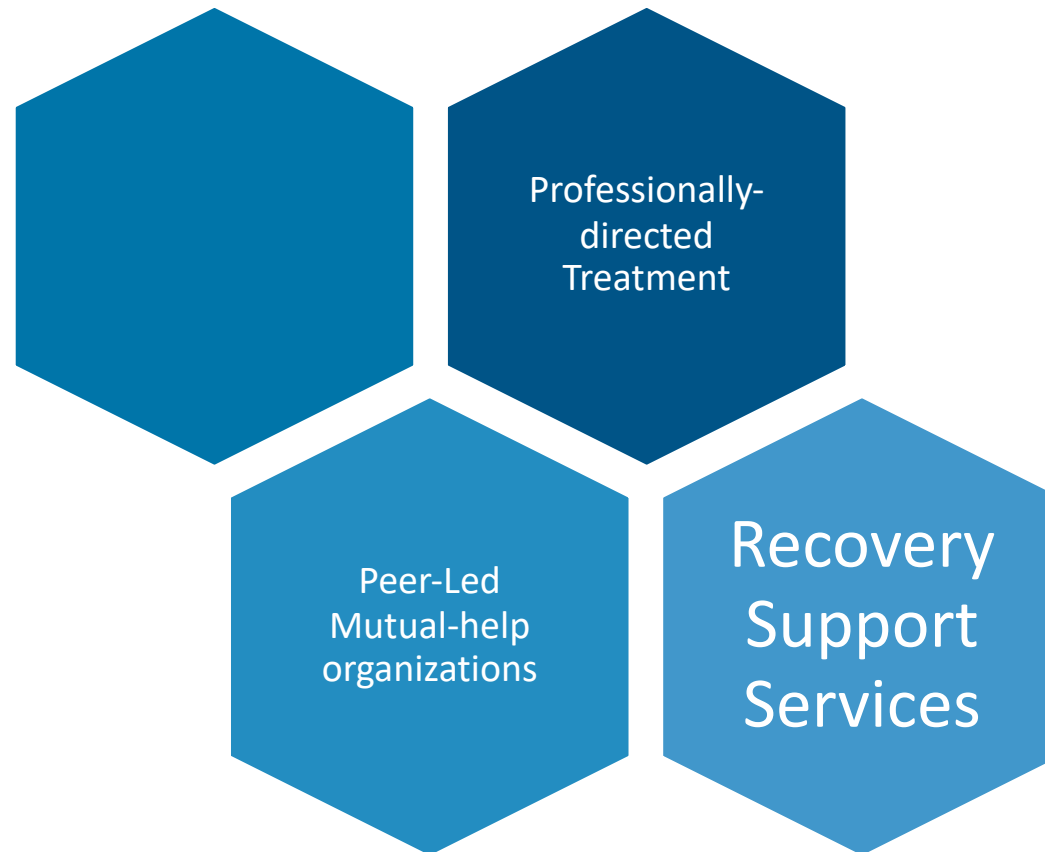 Professionally-
directed
Treatment
Peer-Led
Mutual-help
organizations
Recovery
Support
Services